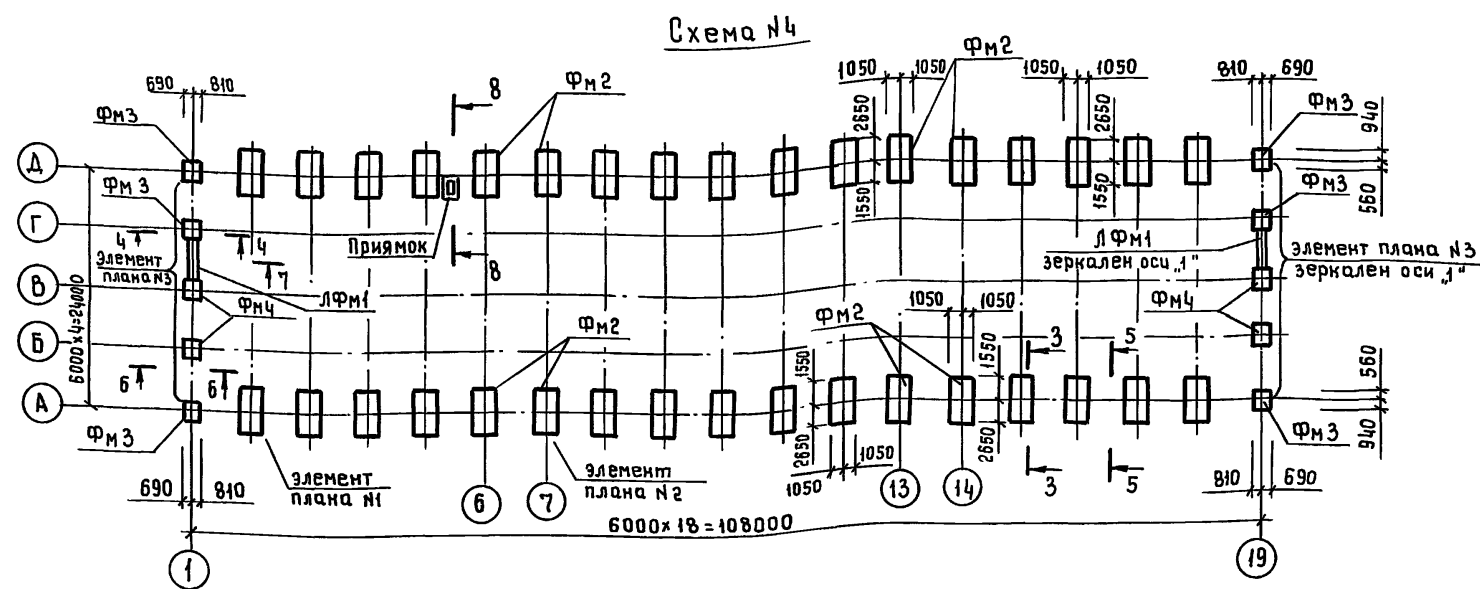 Схема N4
690 810
Фм3
8
Фм2
1050 1050
Фм2
2650
1550
1050 1050
2650
1550
810 690
Фм3
940
560
Д
Г
В
Б
А
6000×4=24000
Фм3
4 4
Элемент
плана N3
7
ЛФм1
Фм4
6 6
Фм3
690 810
Приямок
8
Фм3
ЛФм1
зеркален оси „1"
Элемент плана N3
зеркален оси „1"
Фм4
Фм2
Фм2
1050 1050
1550
2650
1050 1050
1550
2650
3 5
3 5
560
940
Фм3
810 690
Элемент
плана N1
Элемент
плана N2
6 7 13 14
6000×18=108000
1 19